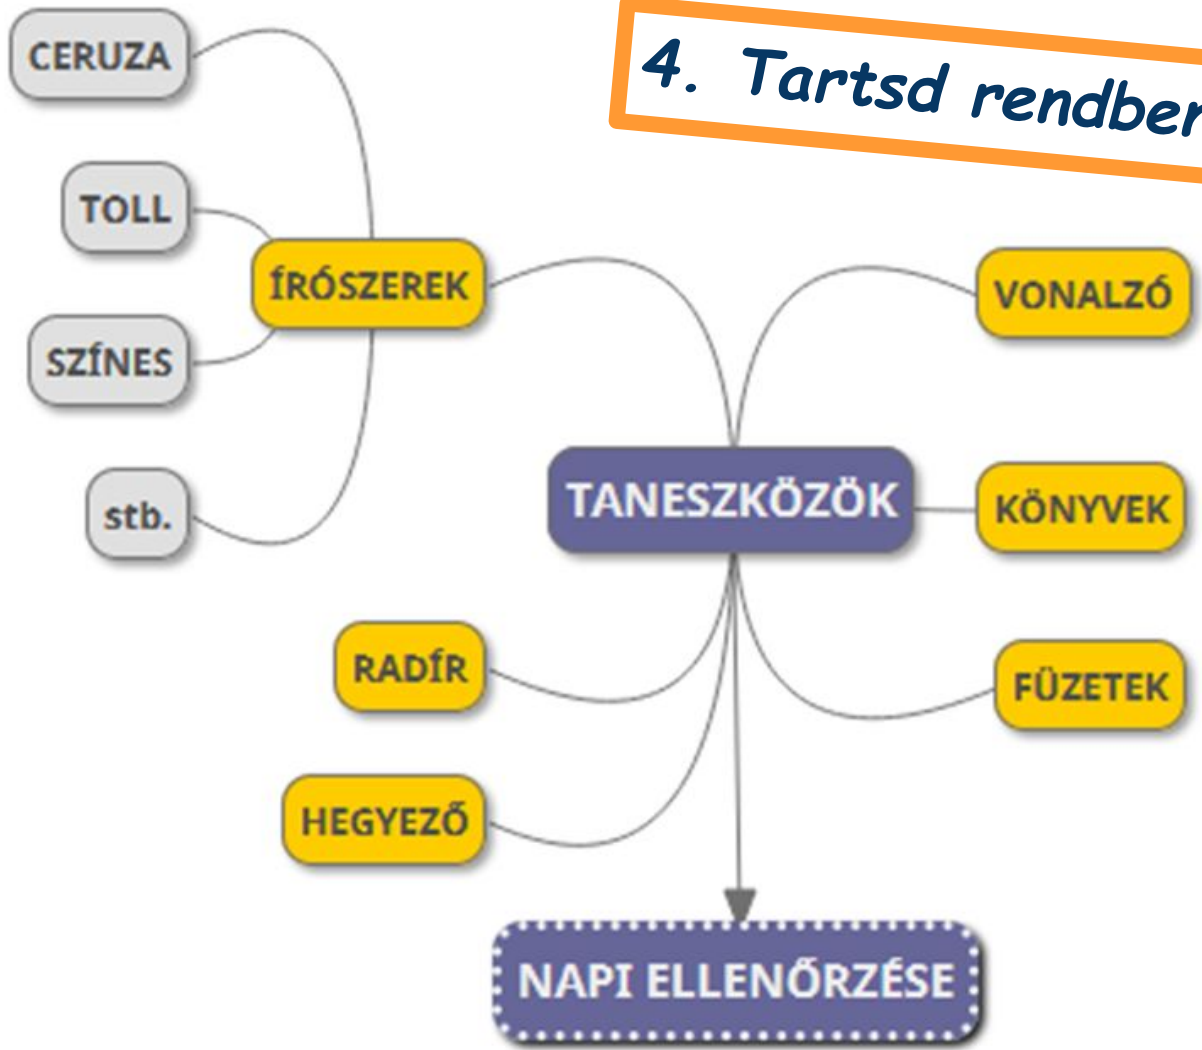 4. Tartsd rendben
CERUZA
TOLL
SZÍNES
stb.
ÍRÓSZEREK
VONALZÓ
TANESZKÖZÖK
KÖNYVEK
FÜZETEK
RADÍR
HEGYEZŐ
NAPI ELLENŐRZÉSE